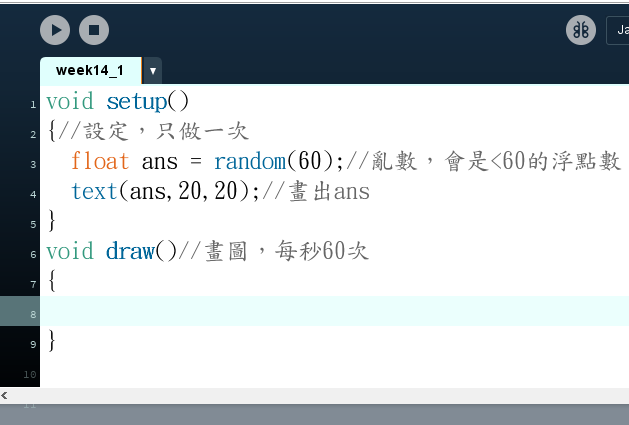 Ja
week14_1 ▼
1 void setup()
2 {//設定，只做一次
3 float ans = random(60);//亂數，會是<60的浮點數
4 text(ans,20,20);//畫出ans
5 }
6 void draw()//畫圖，每秒60次
7 {
8
9 }
10
11